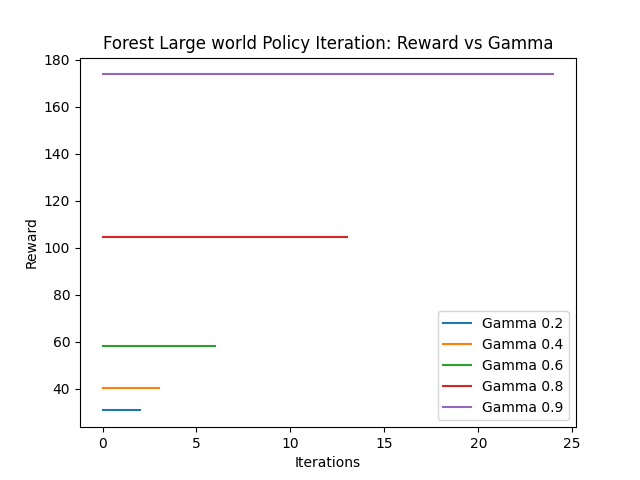 Forest Large world Policy Iteration: Reward vs Gamma
180
160
140
120
100
80
60
40
Reward
0
5
10
15
20
25
Iterations
Gamma 0.2
Gamma 0.4
Gamma 0.6
Gamma 0.8
Gamma 0.9